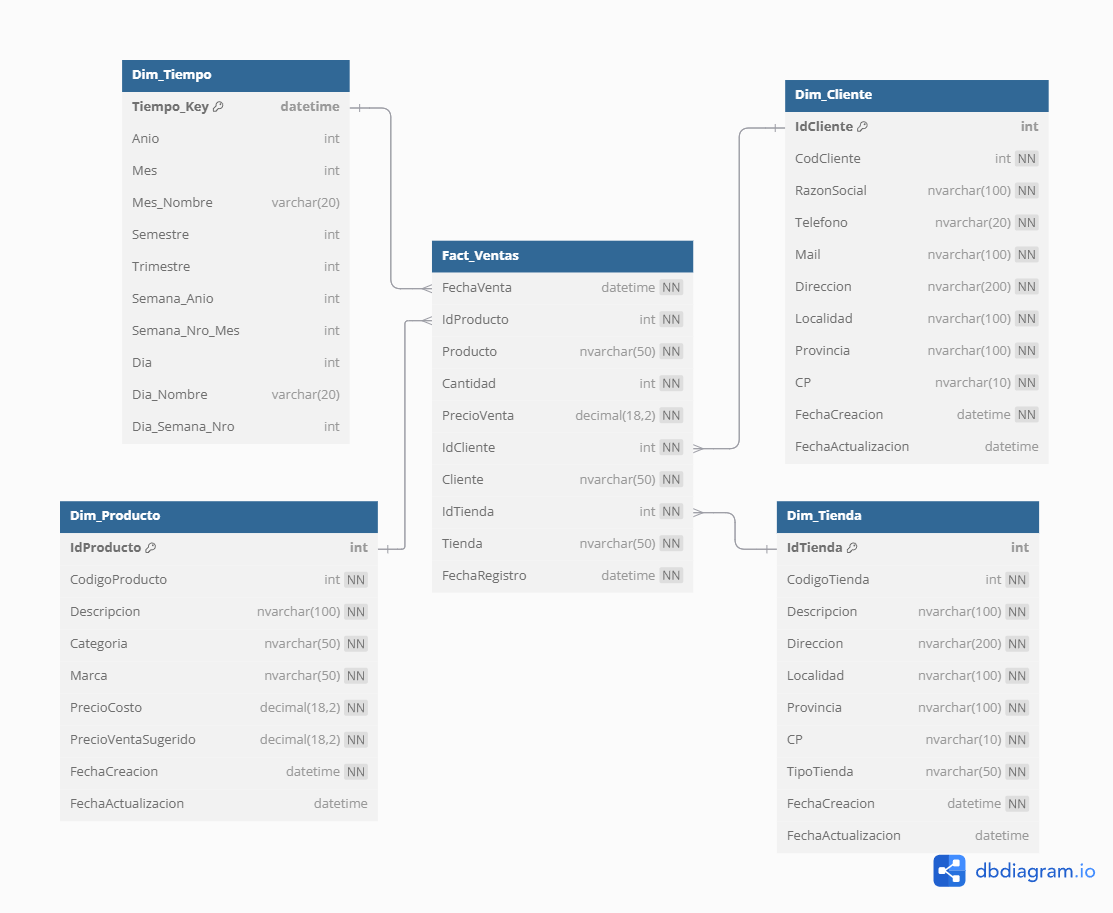 Dim_Tiempo
Tiempo_Key datetime
Anio int
Mes int
Mes_Nombre varchar(20)
Semestre int
Trimestre int
Semana_Anio int
Semana_Nro_Mes int
Dia int
Dia_Nombre varchar(20)
Dia_Semana_Nro int
Dim_Cliente
IdCliente int
CodCliente int NN
RazonSocial nvarchar(100) NN
Telefono nvarchar(20) NN
Mail nvarchar(100) NN
Direccion nvarchar(200) NN
Localidad nvarchar(100) NN
Provincia nvarchar(100) NN
CP nvarchar(10) NN
FechaCreacion datetime NN
FechaActualizacion datetime
Fact_Ventas
FechaVenta datetime NN
IdProducto int NN
Producto nvarchar(50) NN
Cantidad int NN
PrecioVenta decimal(18,2) NN
IdCliente int NN
Cliente nvarchar(50) NN
IdTienda int NN
Tienda nvarchar(50) NN
FechaRegistro datetime NN
Dim_Producto
IdProducto int
CodigoProducto int NN
Descripcion nvarchar(100) NN
Categoria nvarchar(50) NN
Marca nvarchar(50) NN
PrecioCosto decimal(18,2) NN
PrecioVentaSugerido decimal(18,2) NN
FechaCreacion datetime NN
FechaActualizacion datetime
Dim_Tienda
IdTienda int
CodigoTienda int NN
Descripcion nvarchar(100) NN
Direccion nvarchar(200) NN
Localidad nvarchar(100) NN
Provincia nvarchar(100) NN
CP nvarchar(10) NN
TipoTienda nvarchar(50) NN
FechaCreacion datetime NN
FechaActualizacion datetime
dbdiagram.io